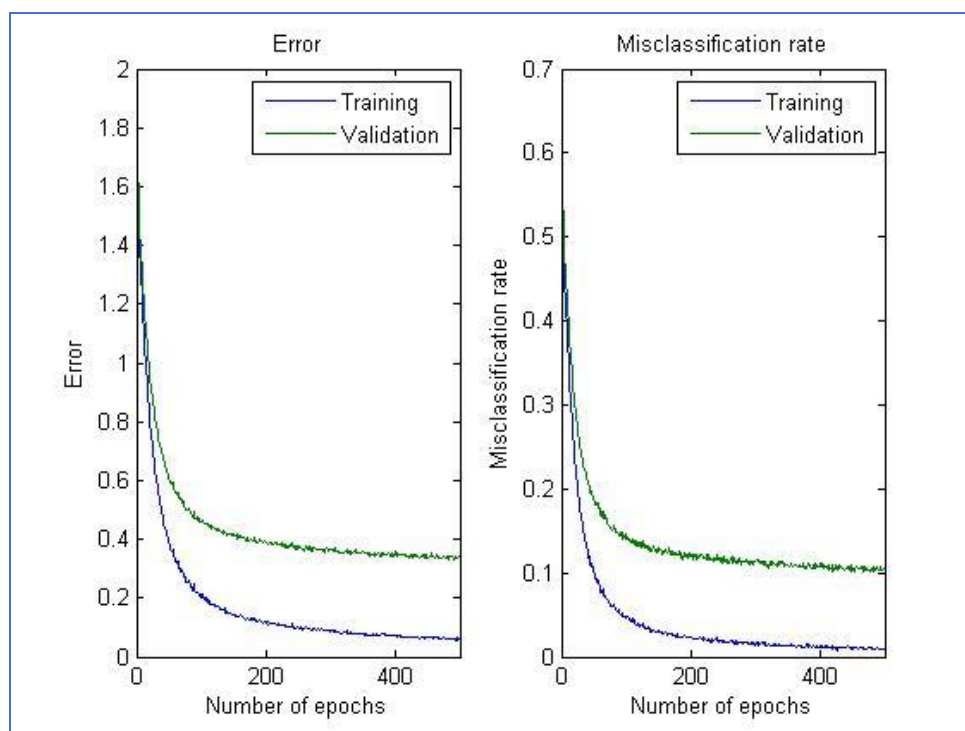 Error
2
1.8
1.6
1.4
1.2
1
0.8
0.6
0.4
0.2
0
0
200
400
Error
Number of epochs
Training
Validation
Misclassification rate
0.7
0.6
0.5
0.4
0.3
0.2
0.1
0
0
200
400
Misclassification rate
Number of epochs
Training
Validation